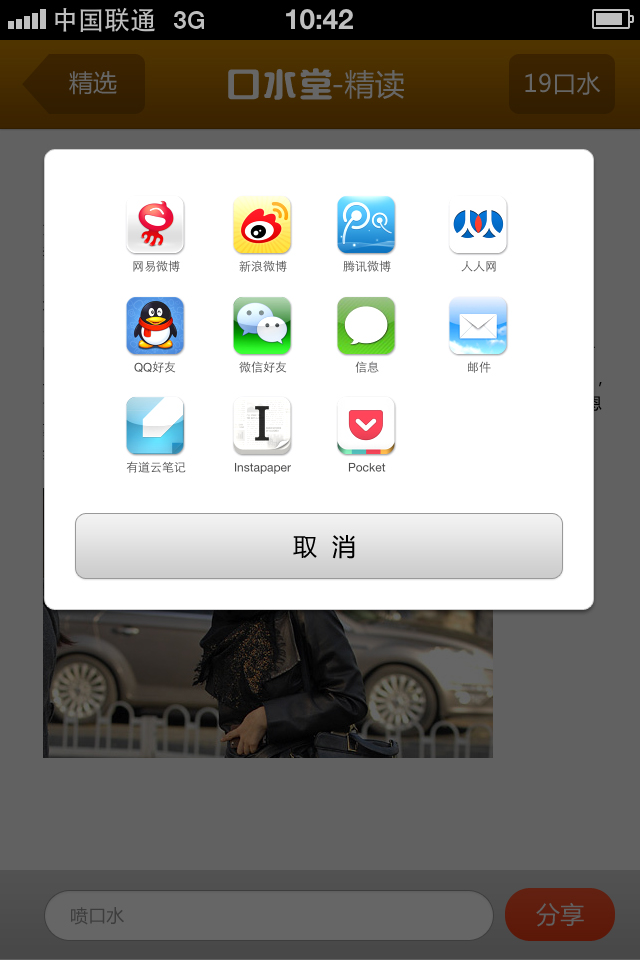 中国联通 3G 10:42
精选 口水堂-精读 19口水
网易微博 新浪微博 腾讯微博 人人网
QQ好友 微信好友 信息 邮件
有道云笔记 Instapaper Pocket
取 消
喷口水 分享